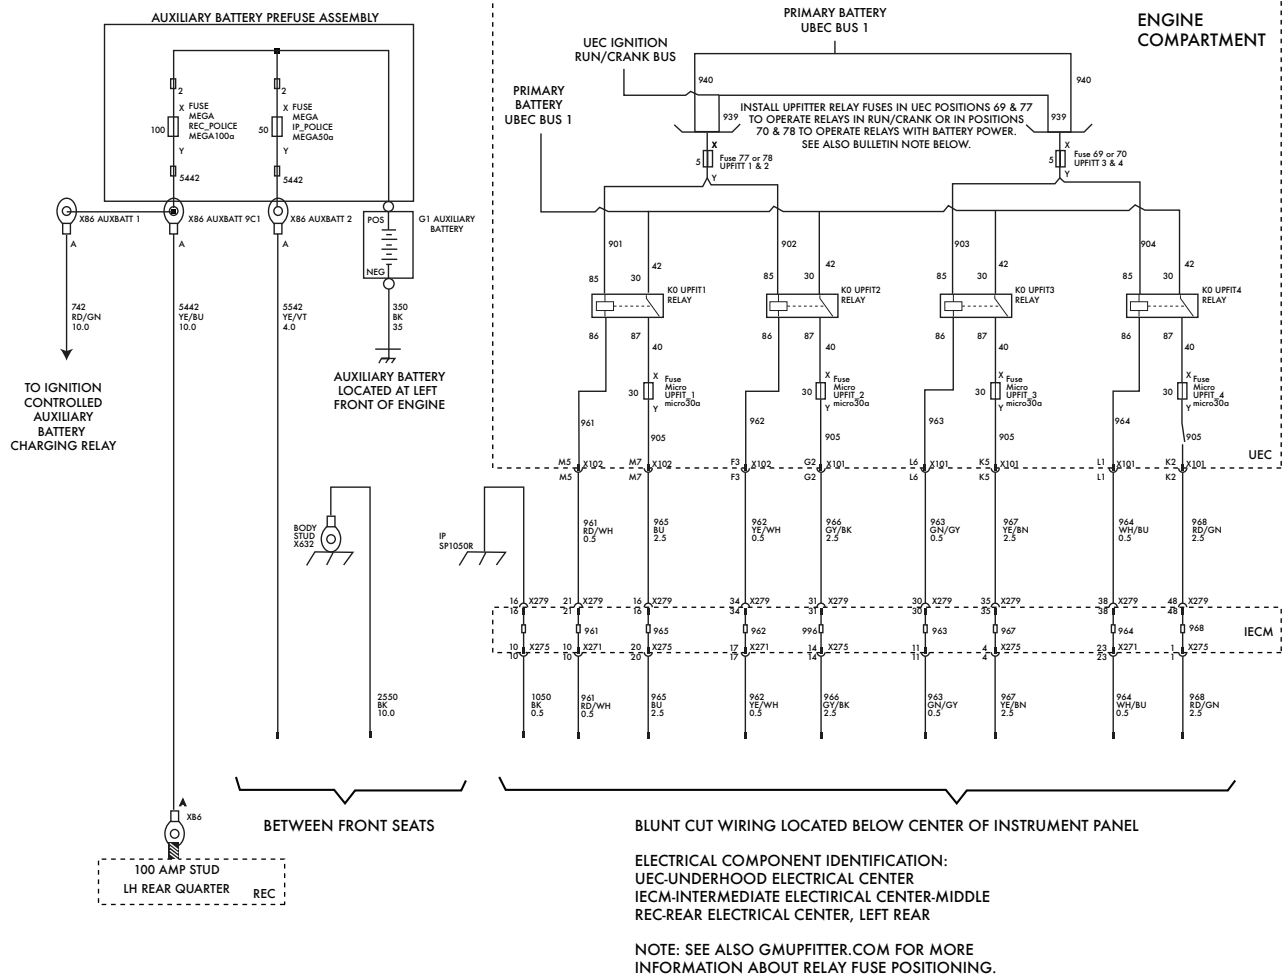 AUXILIARY BATTERY PREFUSE ASSEMBLY
2
X
FUSE
MEGA
REC_POLICE
MEGA100a
100
Y
5442
2
X
FUSE
MEGA
IP_POLICE
MEGA50a
50
Y
5442
X86 AUXBATT 1
X86 AUXBATT 9C1
X86 AUXBATT 2
A
A
A
POS
NEG
G1 AUXILIARY
BATTERY
742
RD/GN
10.0
5442
YE/BU
10.0
5542
YE/VT
4.0
350
BK
35
TO IGNITION
CONTROLLED
AUXILIARY
BATTERY
CHARGING RELAY
AUXILIARY BATTERY
LOCATED AT LEFT
FRONT OF ENGINE
BODY
STUD
X632
2550
BK
10.0
BETWEEN FRONT SEATS
A
XB6
100 AMP STUD
LH REAR QUARTER
REC
ENGINE
COMPARTMENT
PRIMARY BATTERY
UBEC BUS 1
UEC IGNITION
RUN/CRANK BUS
PRIMARY
BATTERY
UBEC BUS 1
940
940
939
939
INSTALL UPFITTER RELAY FUSES IN UEC POSITIONS 69 & 77
TO OPERATE RELAYS IN RUN/CRANK OR IN POSITIONS
70 & 78 TO OPERATE RELAYS WITH BATTERY POWER.
SEE ALSO BULLETIN NOTE BELOW.
X
5
Fuse 77 or 78
UPFITT 1 & 2
Y
X
5
Fuse 69 or 70
UPFITT 3 & 4
Y
901
42
902
42
903
42
904
42
85
30
85
30
85
30
85
30
K0 UPFIT1
RELAY
K0 UPFIT2
RELAY
K0 UPFIT3
RELAY
K0 UPFIT4
RELAY
86
87
86
87
86
87
86
87
40
40
40
40
X
30
Fuse
Micro
UPFIT_1
micro30a
Y
X
30
Fuse
Micro
UPFIT_2
micro30a
Y
X
30
Fuse
Micro
UPFIT_3
micro30a
Y
X
30
Fuse
Micro
UPFIT_4
micro30a
Y
961
905
962
905
963
905
964
905
UEC
M5 X102
M7 X102
F3 X102
G2 X101
L6 X101
K5 X101
L1 X101
K2 X101
M5
M7
F3
G2
L6
K5
L1
K2
IP
SP1050R
961
RD/WH
0.5
965
BU
2.5
962
YE/WH
0.5
966
GY/BK
2.5
963
GN/GY
0.5
967
YE/BN
2.5
964
WH/BU
0.5
968
RD/GN
2.5
16 X279
21 X279
16 X279
34 X279
31 X279
30 X279
35 X279
38 X279
48 X279
16
21
16
34
31
30
35
38
48
961
965
962
996
963
967
964
968
IECM
10 X275
10 X271
20 X275
17 X271
14 X275
11
4 X275
23 X271
1 X275
10
10
20
17
14
11
4
23
1
1050
BK
0.5
961
RD/WH
0.5
965
BU
2.5
962
YE/WH
0.5
966
GY/BK
2.5
963
GN/GY
0.5
967
YE/BN
2.5
964
WH/BU
0.5
968
RD/GN
2.5
BLUNT CUT WIRING LOCATED BELOW CENTER OF INSTRUMENT PANEL
ELECTRICAL COMPONENT IDENTIFICATION:
UEC-UNDERHOOD ELECTRICAL CENTER
IECM-INTERMEDIATE ELECTIRICAL CENTER-MIDDLE
REC-REAR ELECTRICAL CENTER, LEFT REAR
NOTE: SEE ALSO GMUPFITTER.COM FOR MORE
INFORMATION ABOUT RELAY FUSE POSITIONING.